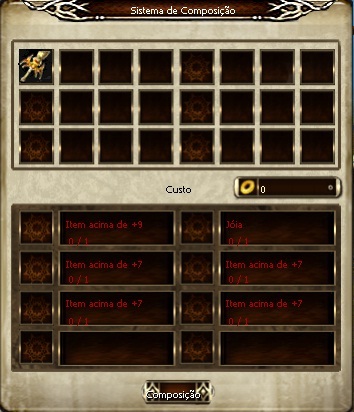 Sistema de Composição
Custo
0
Item acima de +9
0 / 1
Jóia
0 / 1
Item acima de +7
0 / 1
Item acima de +7
0 / 1
Item acima de +7
0 / 1
Item acima de +7
0 / 1
Composição